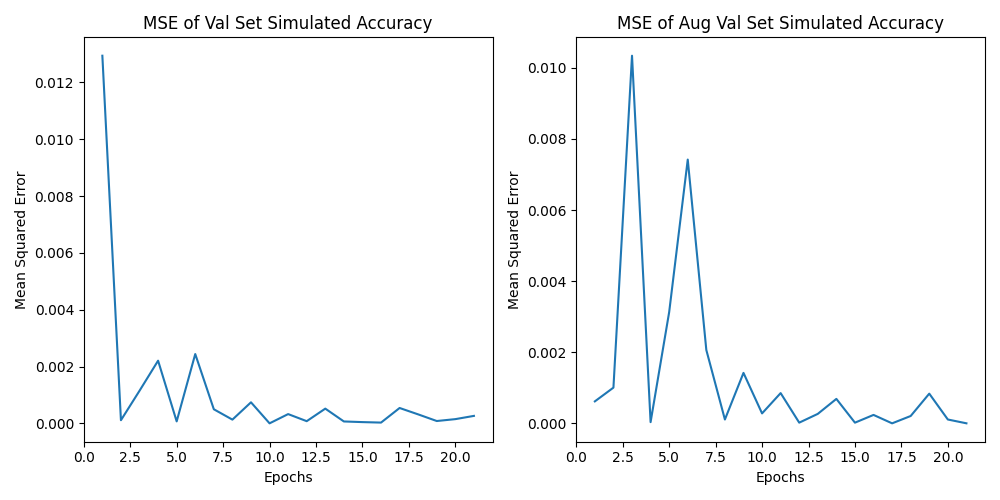 MSE of Val Set Simulated Accuracy
Mean Squared Error
0.012
0.010
0.008
0.006
0.004
0.002
0.000
0.0 2.5 5.0 7.5 10.0 12.5 15.0 17.5 20.0
Epochs
MSE of Aug Val Set Simulated Accuracy
Mean Squared Error
0.010
0.008
0.006
0.004
0.002
0.000
0.0 2.5 5.0 7.5 10.0 12.5 15.0 17.5 20.0
Epochs